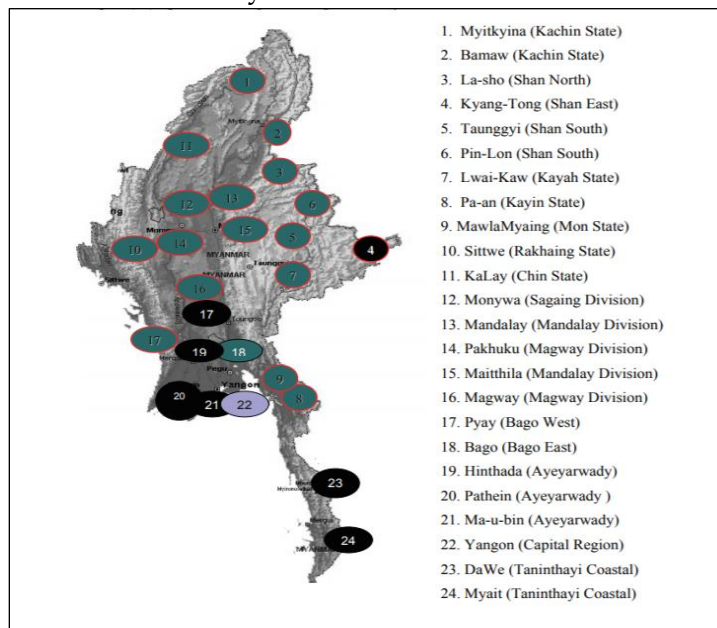 1. Myitkyina (Kachin State)
2. Bamaw (Kachin State)
3. La-sho (Shan North)
4. Kyang-Tong (Shan East)
5. Taunggyi (Shan South)
6. Pin-Lon (Shan South)
7. Lwai-Kaw (Kayah State)
8. Pa-an (Kayin State)
9. MawlaMyaing (Mon State)
10. Sittwe (Rakhaing State)
11. KaLay (Chin State)
12. Monywa (Sagaing Division)
13. Mandalay (Mandalay Division)
14. Pakhuku (Magway Division)
15. Maitthila (Mandalay Division)
16. Magway (Magway Division)
17. Pyay (Bago West)
18. Bago (Bago East)
19. Hinthada (Ayeyarwady)
20. Pathein (Ayeyarwady )
21. Ma-u-bin (Ayeyarwady)
22. Yangon (Capital Region)
23. DaWe (Taninthayi Coastal)
24. Myait (Taninthayi Coastal)
1
2
11
3
13
12
6
15
5
14
10
4
MYANMAR
7
MYANMAR
16
17
17
19
18
Yangon
9
8
20
21
22
23
24